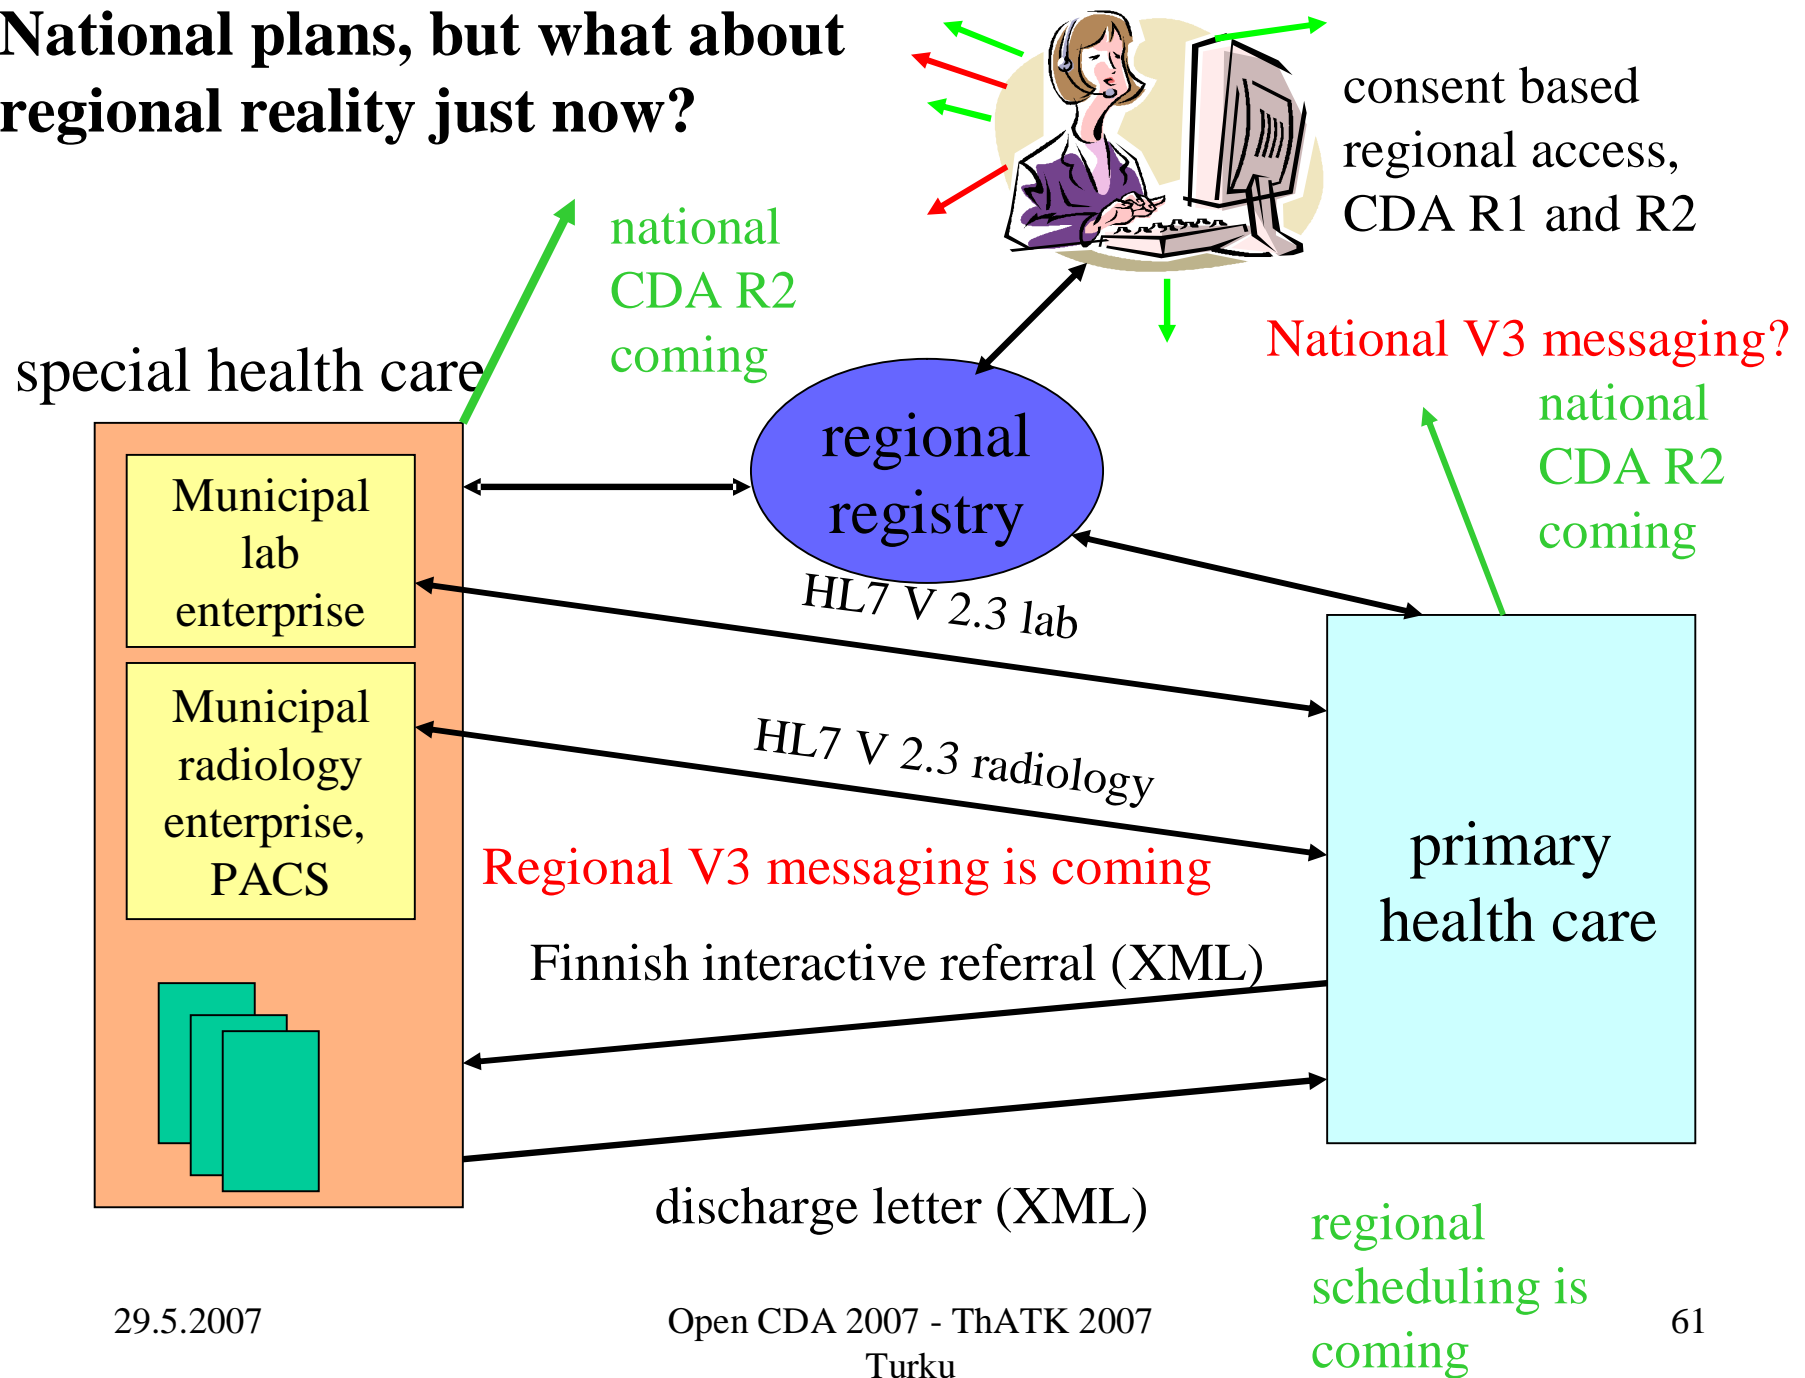 National plans, but what about
regional reality just now?
consent based
regional access,
CDA R1 and R2
national
CDA R2
coming
National V3 messaging?
national
CDA R2
coming
special health care
regional
registry
Municipal
lab
enterprise
HL7 V 2.3 lab
Municipal
radiology
enterprise,
PACS
HL7 V 2.3 radiology
Regional V3 messaging is coming
primary
health care
Finnish interactive referral (XML)
discharge letter (XML)
regional
scheduling is
coming
29.5.2007
Open CDA 2007 - ThATK 2007
Turku
61